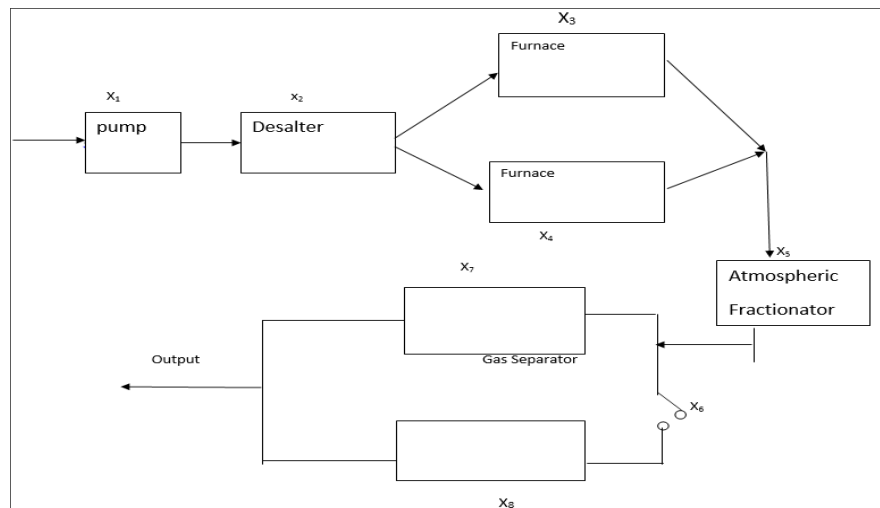 X₃
Furnace
X₁
x₂
pump
Desalter
Furnace
X₄
X₅
Atmospheric
Fractionator
X₇
Output
Gas Separator
X₆
X₈